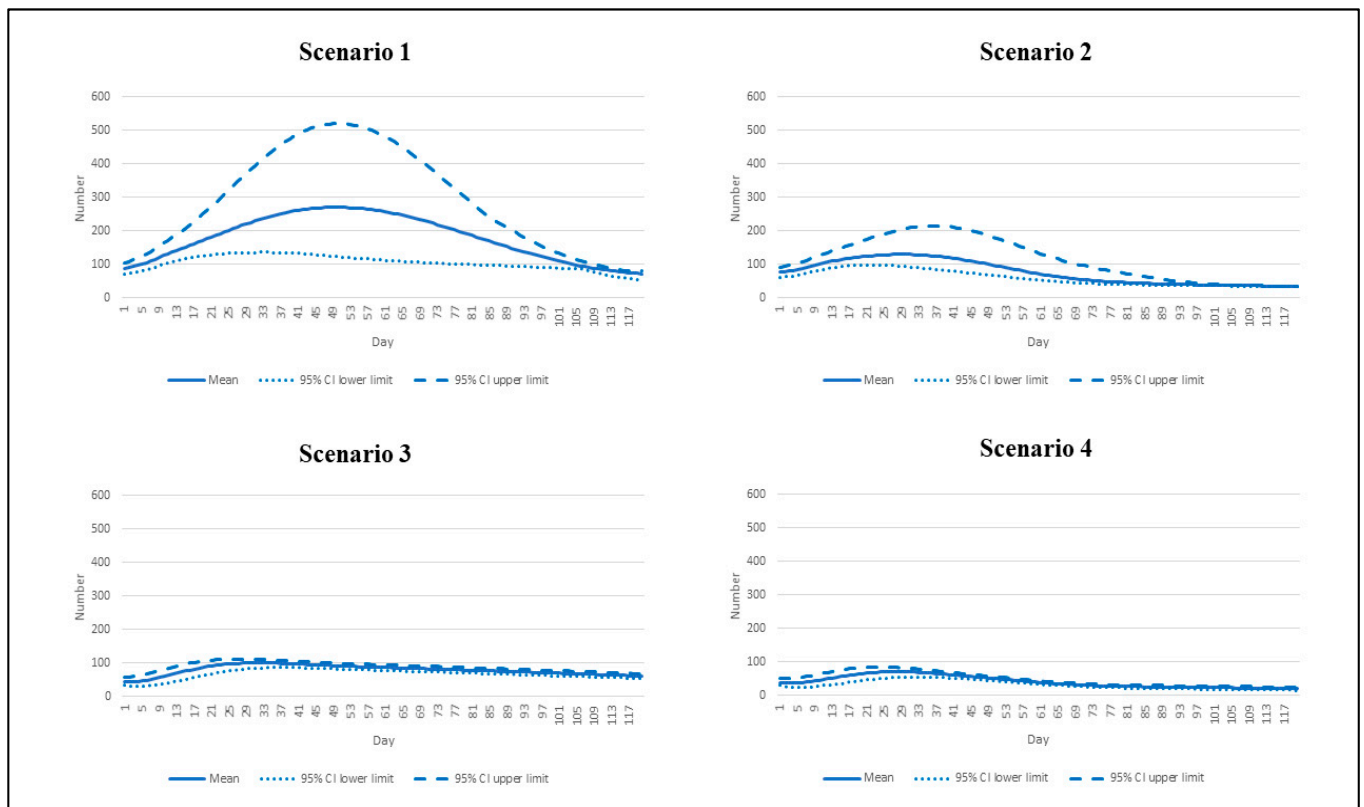 Scenario 1
600
500
400
300
200
100
0
Number
1 5 9 13 17 21 25 29 33 37 41 45 49 53 57 61 65 69 73 77 81 85 89 93 97 101 105 109 113 117
Day
Mean 95% CI lower limit 95% CI upper limit
Scenario 2
600
500
400
300
200
100
0
Number
1 5 9 13 17 21 25 29 33 37 41 45 49 53 57 61 65 69 73 77 81 85 89 93 97 101 105 109 113 117
Day
Mean 95% CI lower limit 95% CI upper limit
Scenario 3
600
500
400
300
200
100
0
Number
1 5 9 13 17 21 25 29 33 37 41 45 49 53 57 61 65 69 73 77 81 85 89 93 97 101 105 109 113 117
Day
Mean 95% CI lower limit 95% CI upper limit
Scenario 4
600
500
400
300
200
100
0
Number
1 5 9 13 17 21 25 29 33 37 41 45 49 53 57 61 65 69 73 77 81 85 89 93 97 101 105 109 113 117
Day
Mean 95% CI lower limit 95% CI upper limit